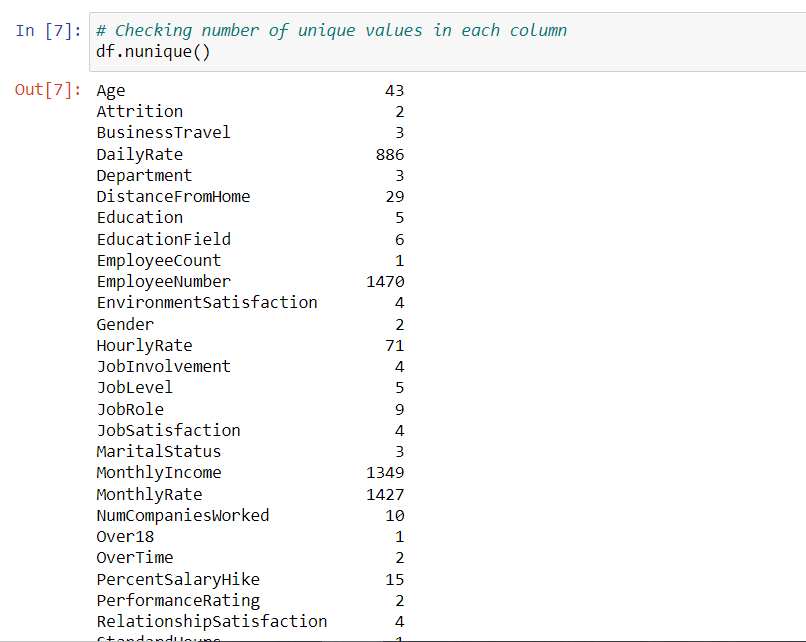 In [7]: # Checking number of unique values in each column
df.nunique()
Out[7]: Age 43
Attrition 2
BusinessTravel 3
DailyRate 886
Department 3
DistanceFromHome 29
Education 5
EducationField 6
EmployeeCount 1
EmployeeNumber 1470
EnvironmentSatisfaction 4
Gender 2
HourlyRate 71
JobInvolvement 4
JobLevel 5
JobRole 9
JobSatisfaction 4
MaritalStatus 3
MonthlyIncome 1349
MonthlyRate 1427
NumCompaniesWorked 10
Over18 1
OverTime 2
PercentSalaryHike 15
PerformanceRating 2
RelationshipSatisfaction 4
StandardHours 1